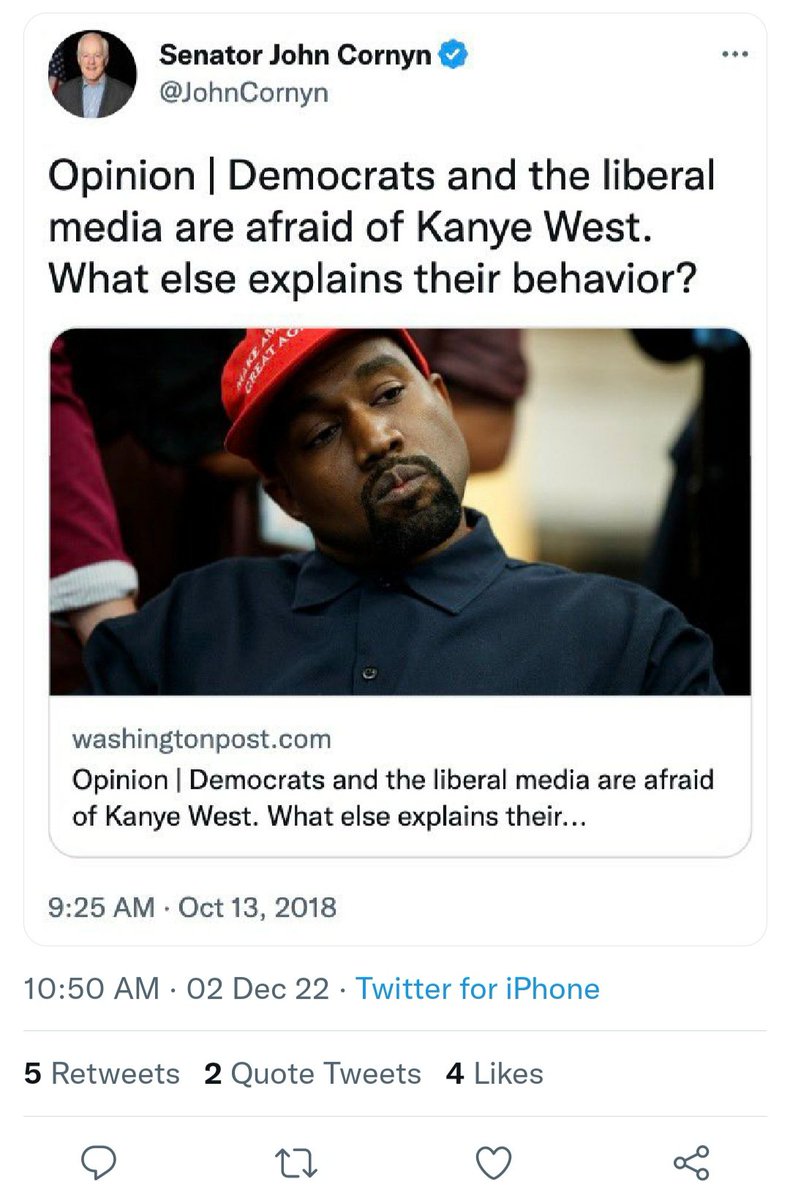 Senator John Cornyn
@JohnCornyn
Opinion | Democrats and the liberal
media are afraid of Kanye West.
What else explains their behavior?
MAKE AM
GREAT AG
washingtonpost.com
Opinion | Democrats and the liberal media are afraid
of Kanye West. What else explains their...
9:25 AM · Oct 13, 2018
10:50 AM · 02 Dec 22 · Twitter for iPhone
5 Retweets 2 Quote Tweets 4 Likes